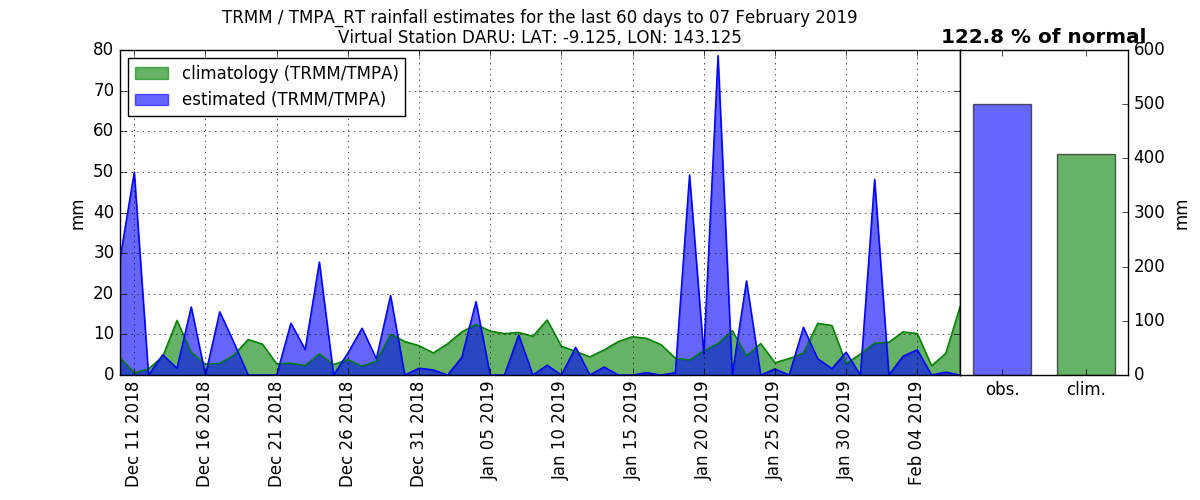 TRMM / TMPA_RT rainfall estimates for the last 60 days to 07 February 2019
Virtual Station DARU: LAT: -9.125, LON: 143.125
122.8 % of normal
climatology (TRMM/TMPA)
estimated (TRMM/TMPA)
mm
80
70
60
50
40
30
20
10
0
Dec 11 2018
Dec 16 2018
Dec 21 2018
Dec 26 2018
Dec 31 2018
Jan 05 2019
Jan 10 2019
Jan 15 2019
Jan 20 2019
Jan 25 2019
Jan 30 2019
Feb 04 2019
obs.
clim.
600
500
400
300
200
100
0
mm